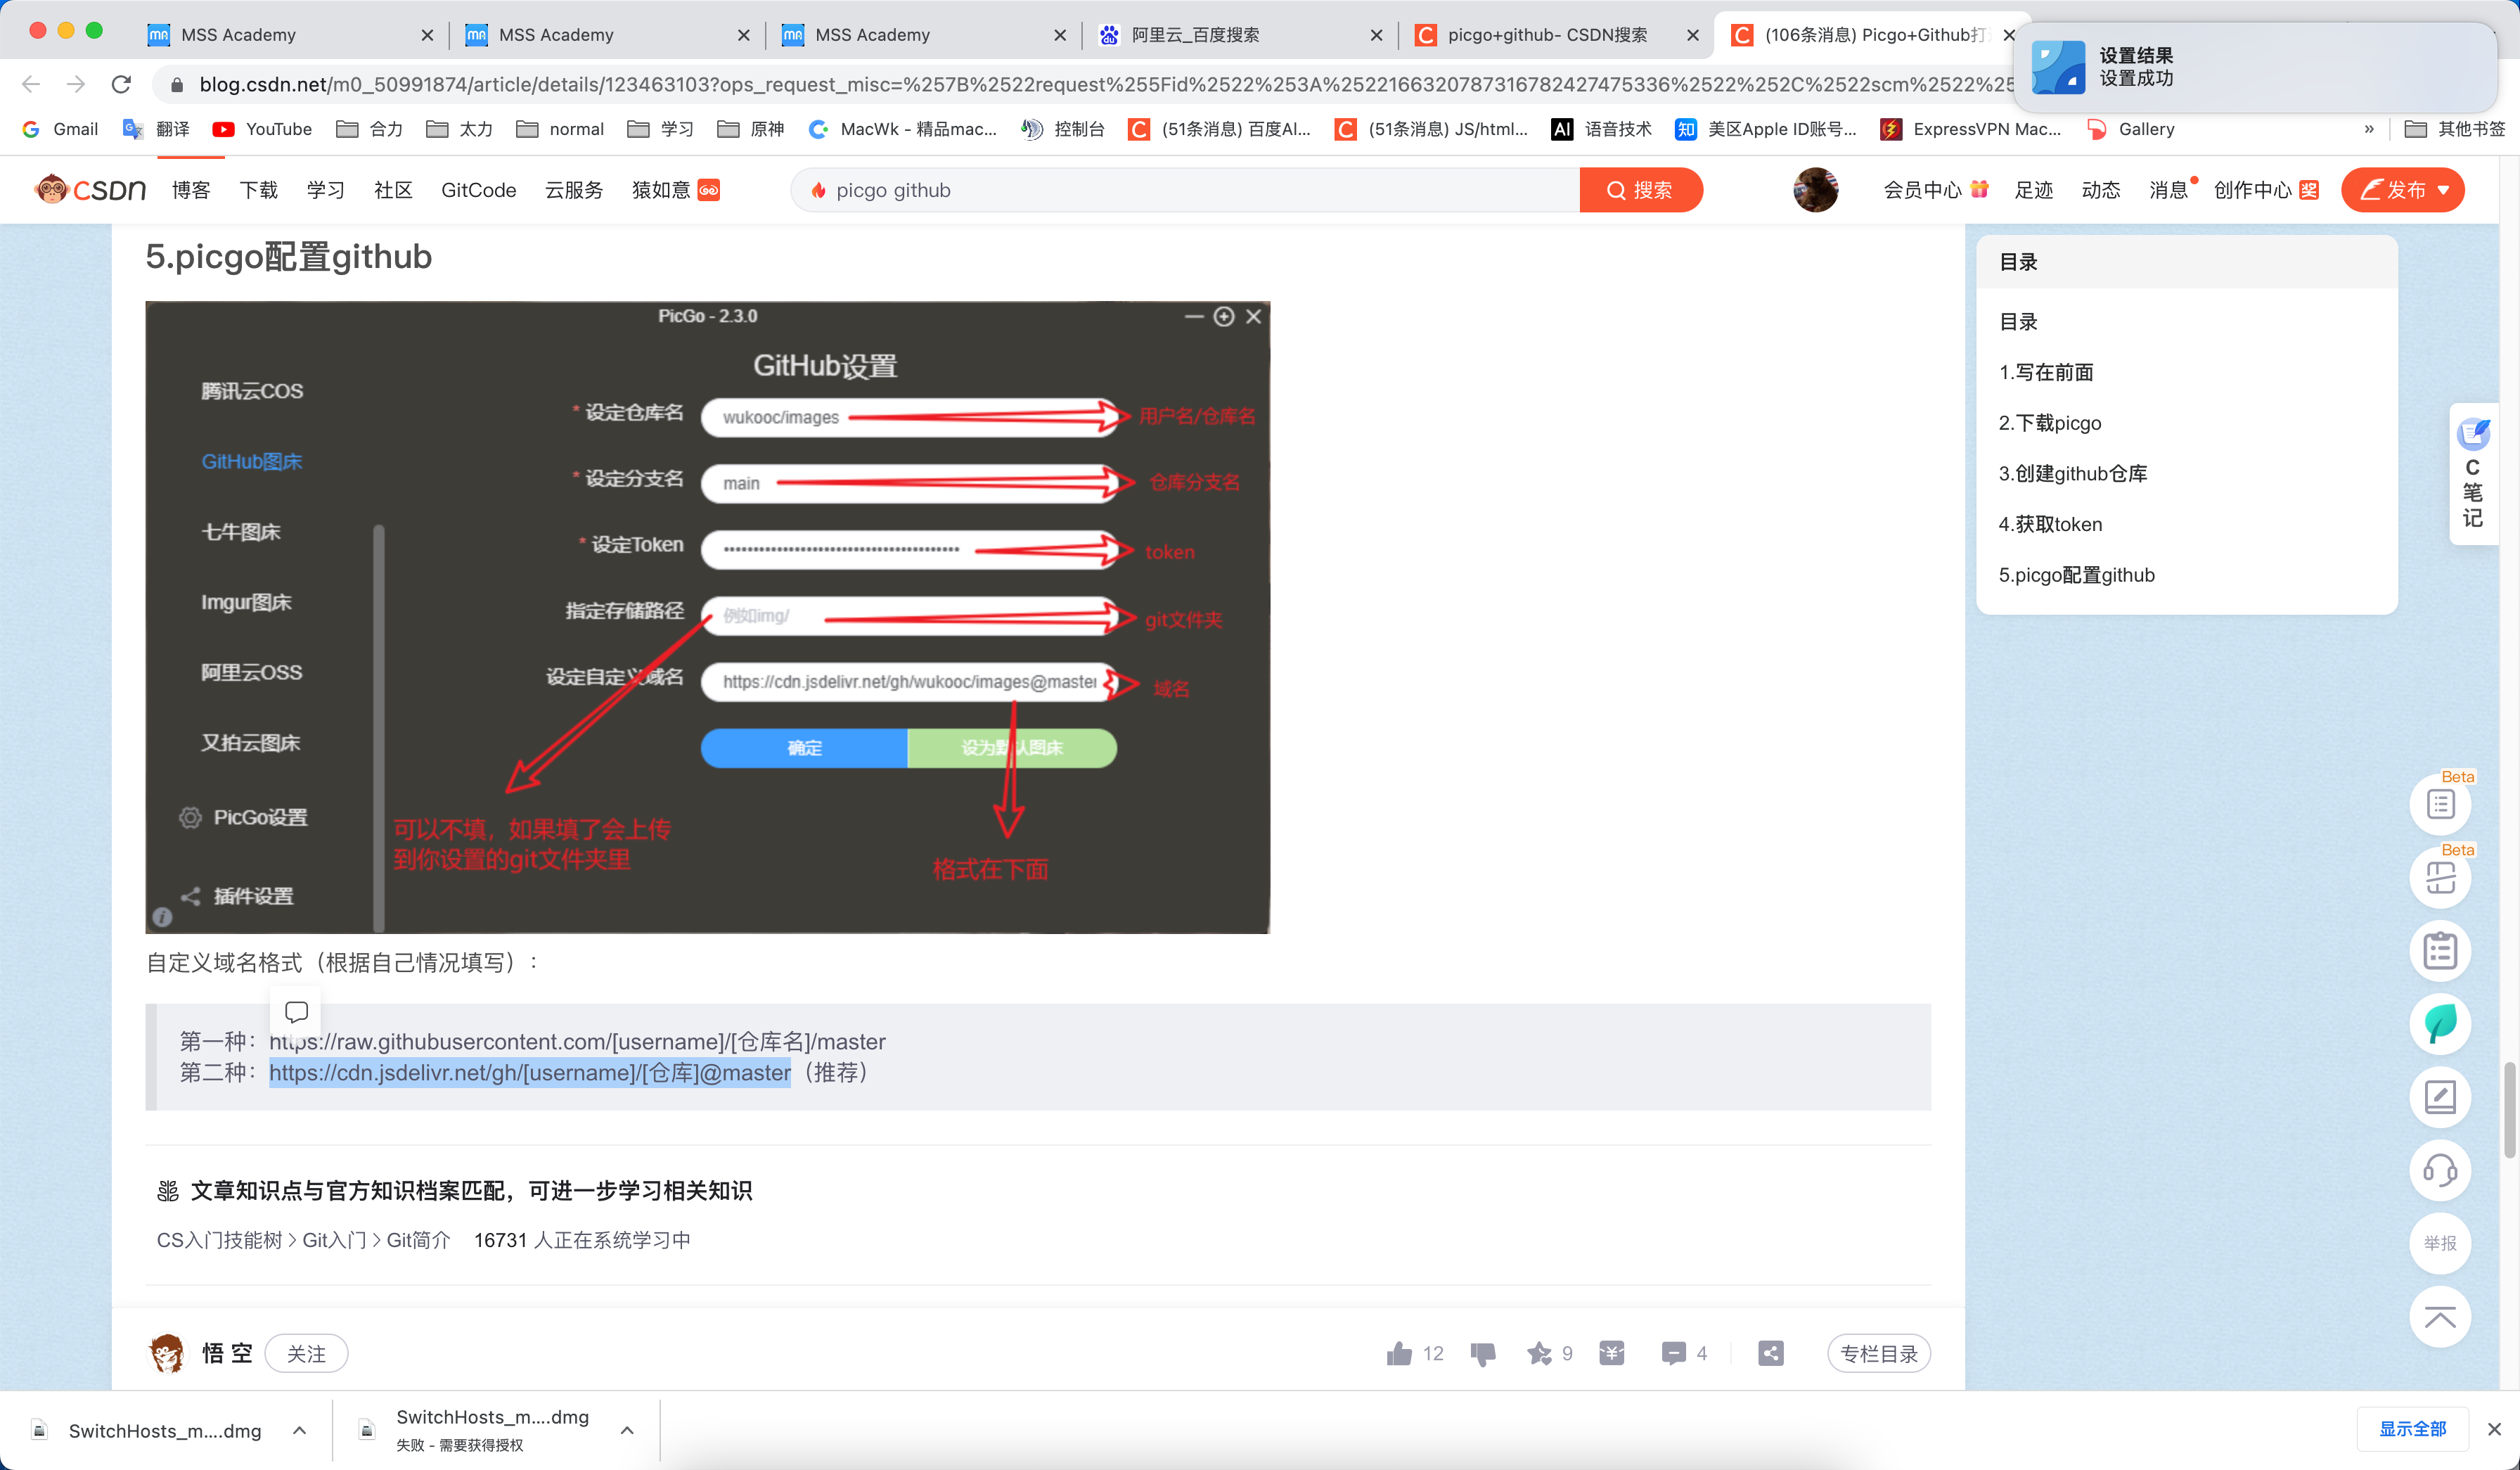 MSS Academy
MSS Academy
MSS Academy
阿里云_百度搜索
picgo+github- CSDN搜索
(106条消息) Picgo+Github打
设置结果
设置成功
blog.csdn.net/m0_50991874/article/details/123463103?ops_request_misc=%257B%2522request%255Fid%2522%253A%2522166320787316782427475336%2522%252C%2522scm%2522%25
Gmail
翻译
YouTube
合力
太力
normal
学习
原神
MacWk - 精品mac...
控制台
(51条消息) 百度AI...
(51条消息) JS/html...
AI 语音技术
知 美区Apple ID账号...
ExpressVPN Mac...
Gallery
»
其他书签
CSDN
博客
下载
学习
社区
GitCode
云服务
猿如意
picgo github
搜索
会员中心
足迹
动态
消息
创作中心 奖
发布
5.picgo配置github
PicGo - 2.3.0
GitHub设置
腾讯云COS
GitHub图床
七牛图床
Imgur图床
阿里云OSS
又拍云图床
PicGo设置
插件设置
* 设定仓库名 wukooc/images 用户名/仓库名
* 设定分支名 main 仓库分支名
* 设定Token •••••••••••••••••••••••••••••••••••••••• token
指定存储路径 例如img/ git文件夹
设定自定义域名 https://cdn.jsdelivr.net/gh/wukooc/images@master 域名
确定
设为默认图床
可以不填，如果填了会上传
到你设置的git文件夹里
格式在下面
自定义域名格式（根据自己情况填写）：
第一种：https://raw.githubusercontent.com/[username]/[仓库名]/master
第二种：https://cdn.jsdelivr.net/gh/[username]/[仓库]@master（推荐）
文章知识点与官方知识档案匹配，可进一步学习相关知识
CS入门技能树 > Git入门 > Git简介 16731 人正在系统学习中
悟 空
关注
12
9
4
专栏目录
目录
目录
1.写在前面
2.下载picgo
3.创建github仓库
4.获取token
5.picgo配置github
C
笔
记
Beta
Beta
举报
SwitchHosts_m....dmg
SwitchHosts_m....dmg
失败 - 需要获得授权
显示全部